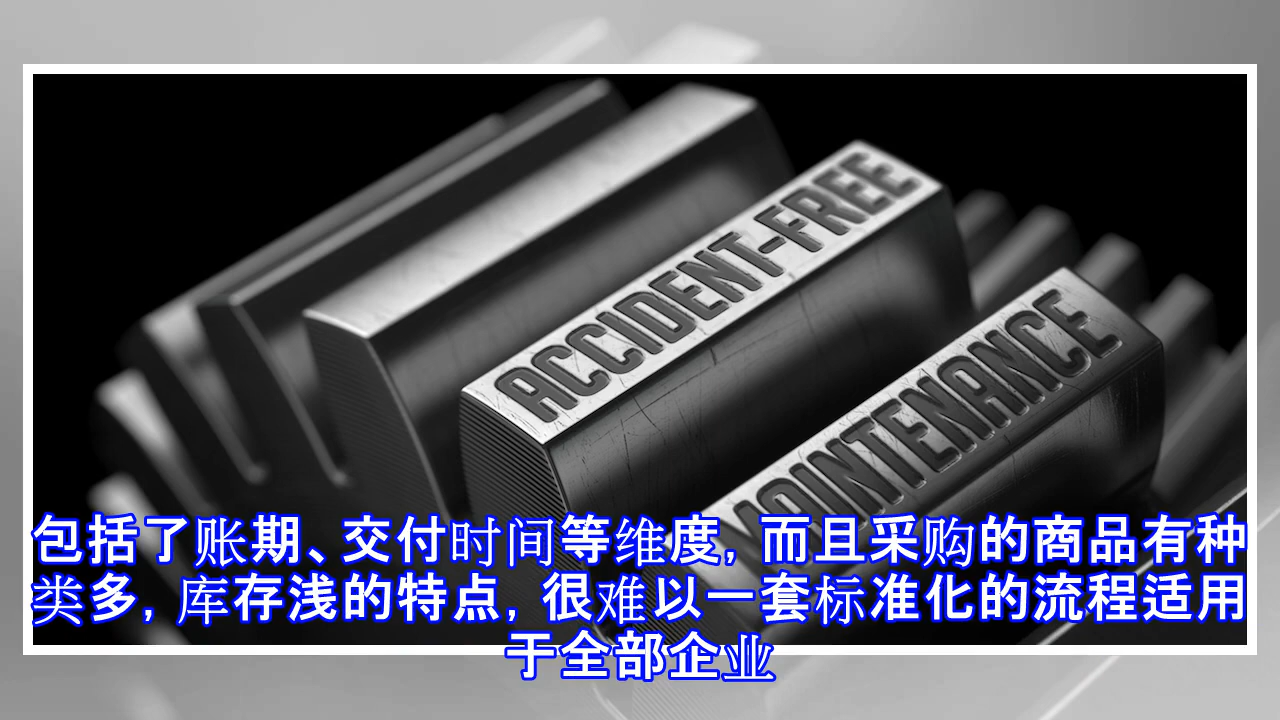 ACCIDENT-FREE
MAINTENANCE
包括了账期、交付时间等维度,而且采购的商品有种
类多,库存浅的特点,很难以一套标准化的流程适用
于全部企业